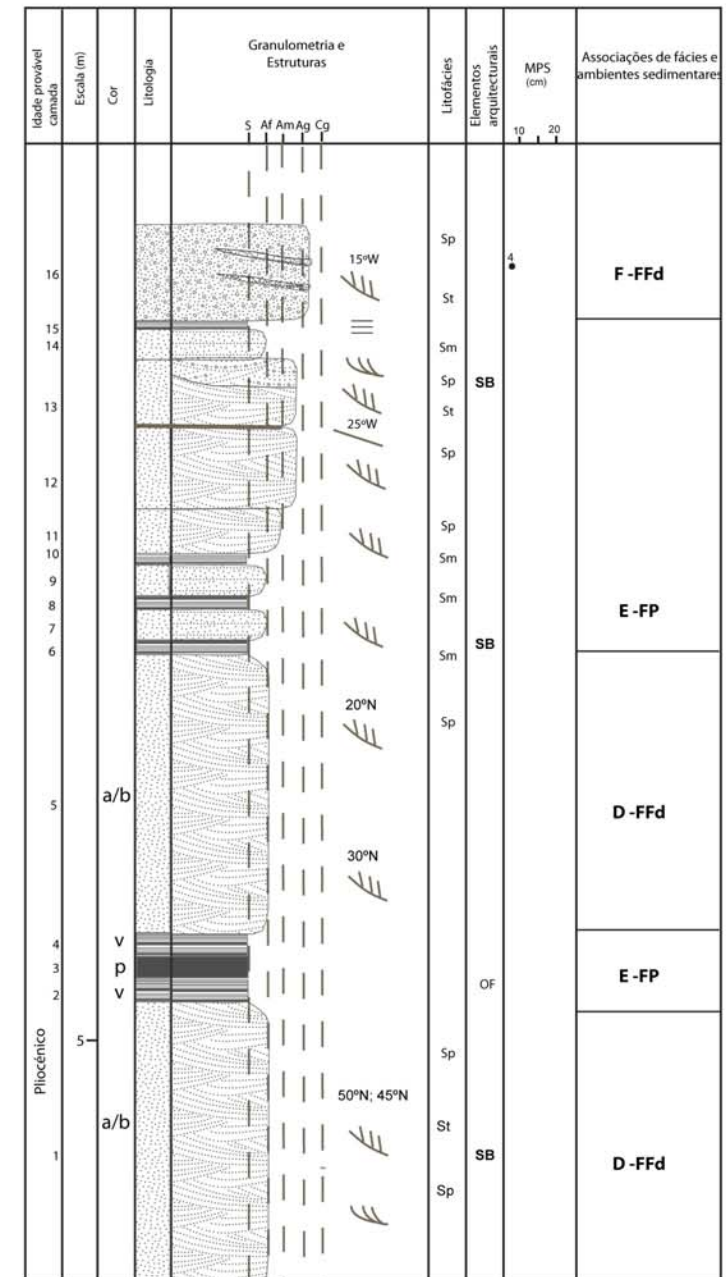 Idade provável
camada
Escala (m)
Cor
Litologia
Granulometria e
Estruturas
S Af Am Ag Cg
Litofácies
Elementos
arquitecturais
MPS
(cm)
10 20
Associações de fácies e
ambientes sedimentares
Sp
15ºW
4
16
F -FFd
St
15
14
Sm
Sp
SB
13
St
25ºW
Sp
12
Sp
11
10
Sm
9
8
Sm
E -FP
7
6
SB
Sm
20ºN
Sp
5
a/b
D -FFd
30ºN
4
v
3
p
E -FP
2
v
OF
Pliocénico
5
Sp
50ºN; 45ºN
a/b
St
1
SB
D -FFd
Sp